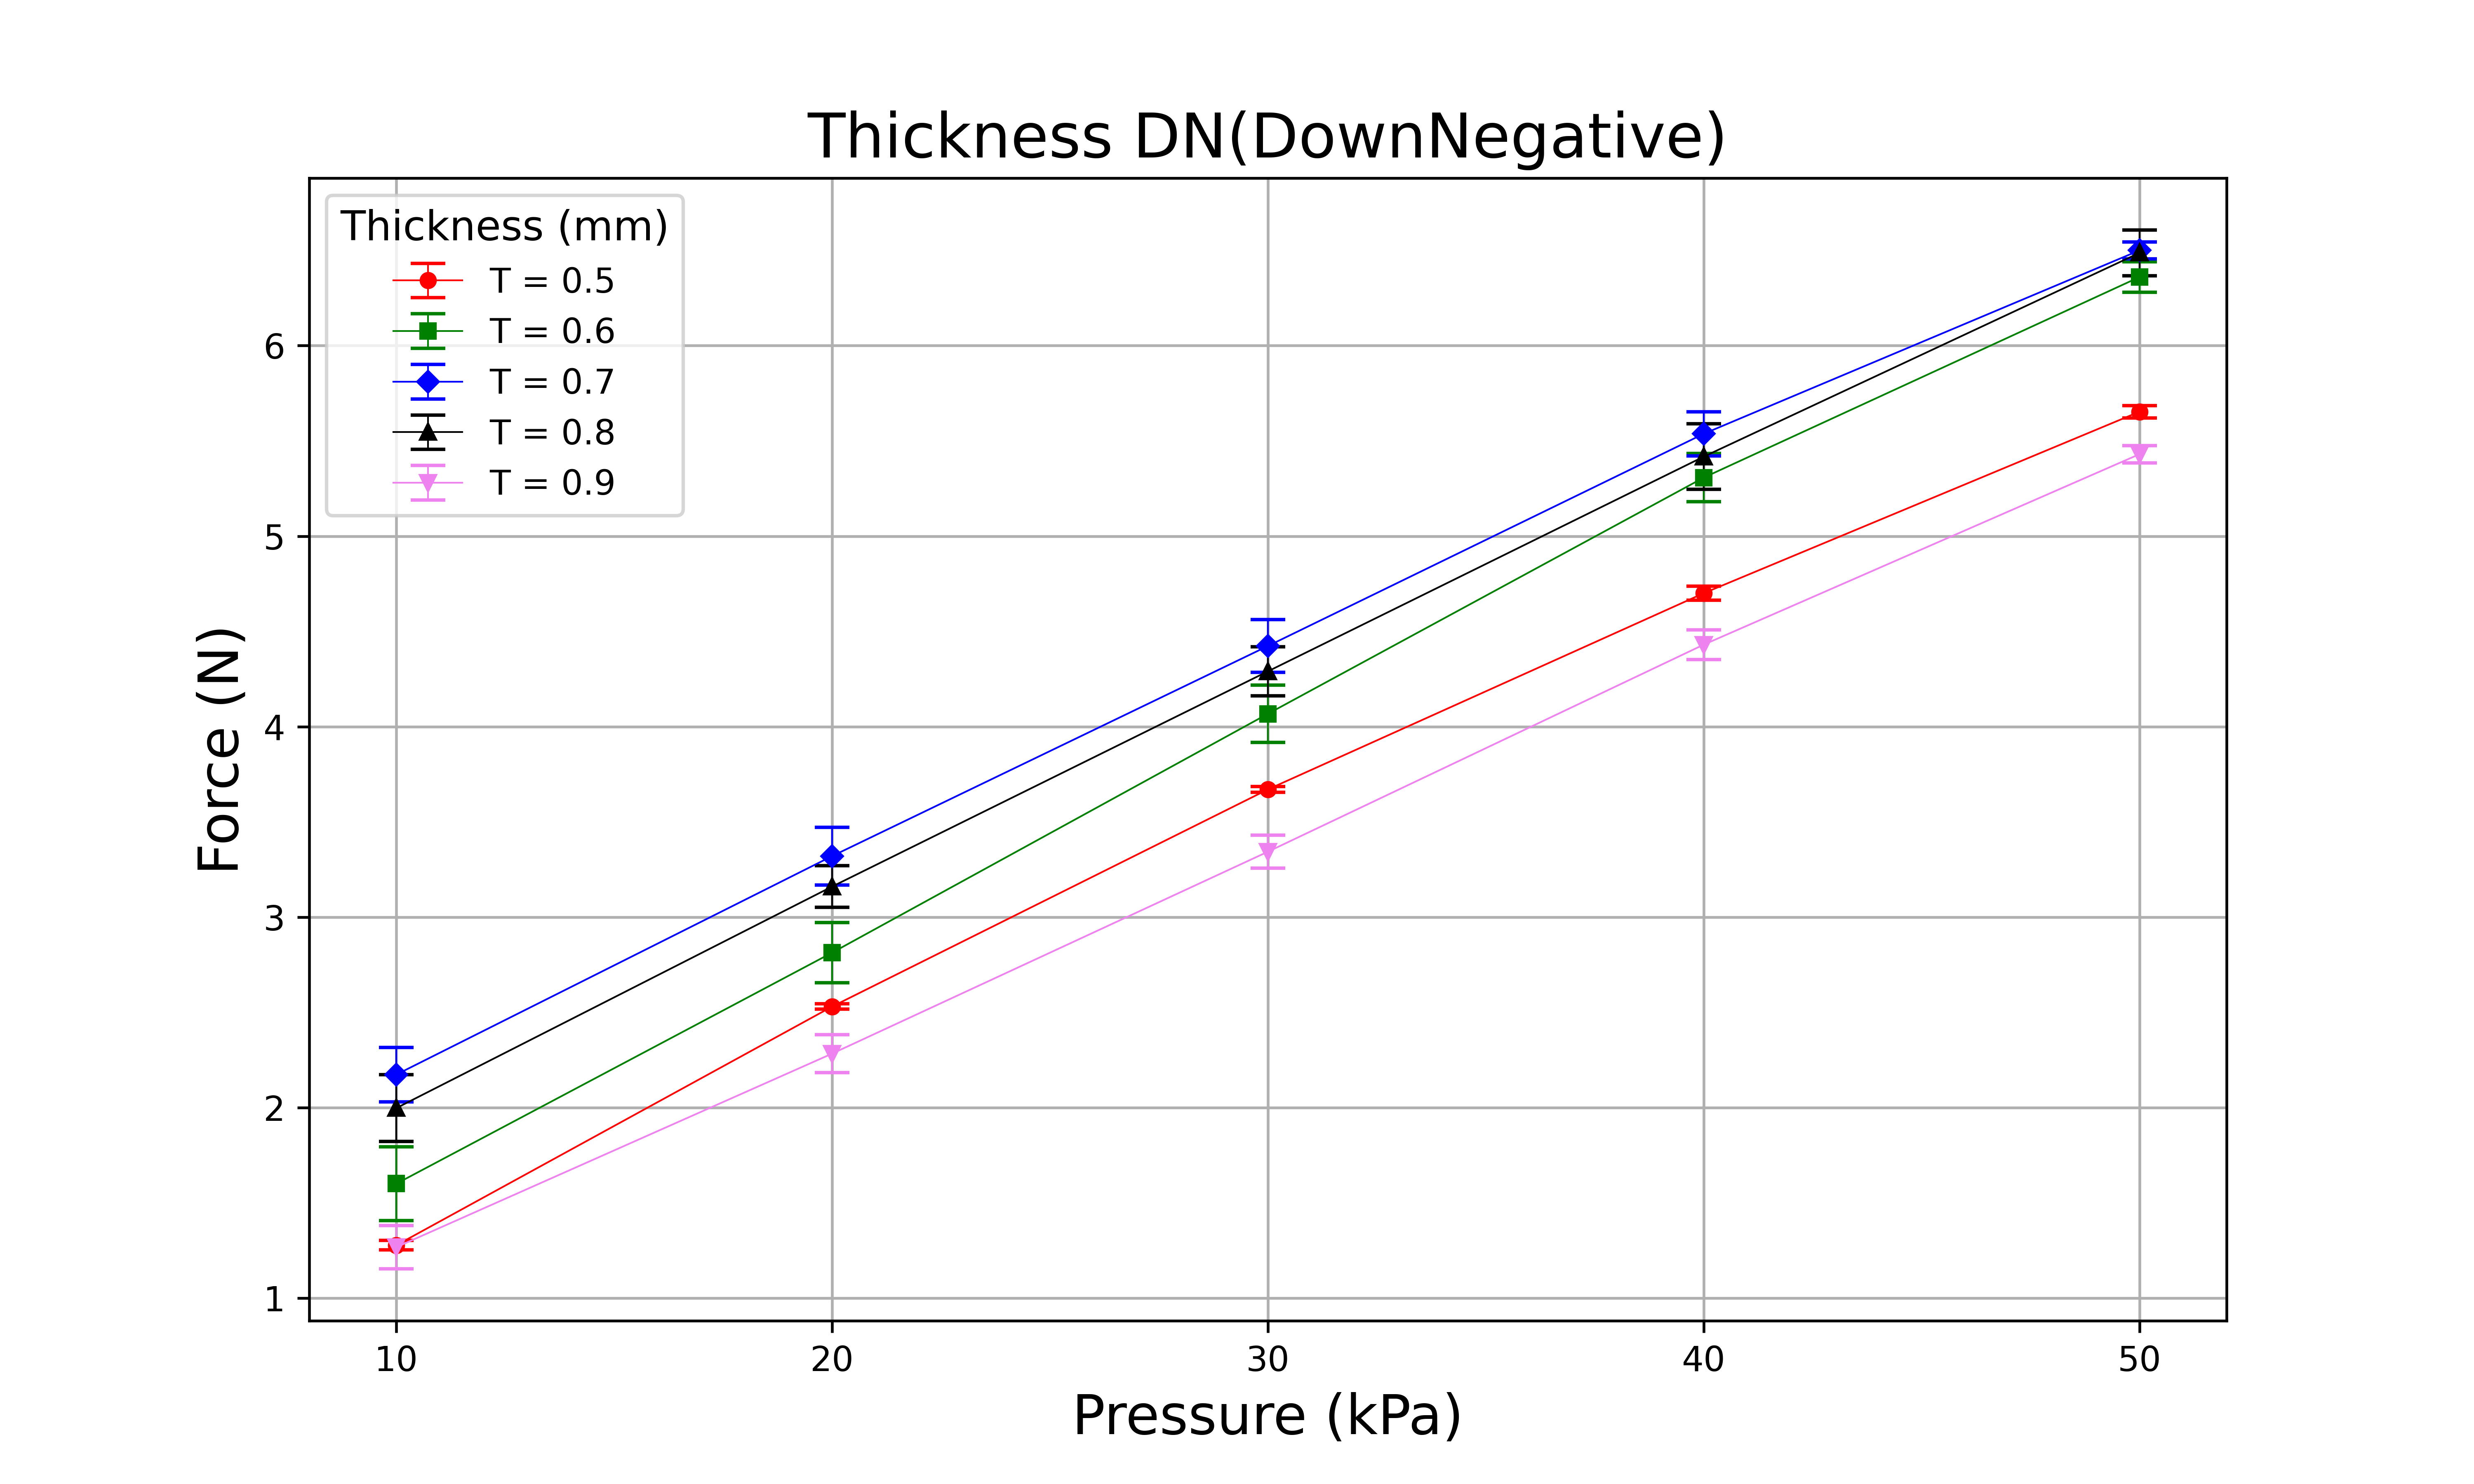 Thickness DN(DownNegative)
Thickness (mm)
T = 0.5
T = 0.6
T = 0.7
T = 0.8
T = 0.9
Force (N)
6
5
4
3
2
1
10 20 30 40 50
Pressure (kPa)